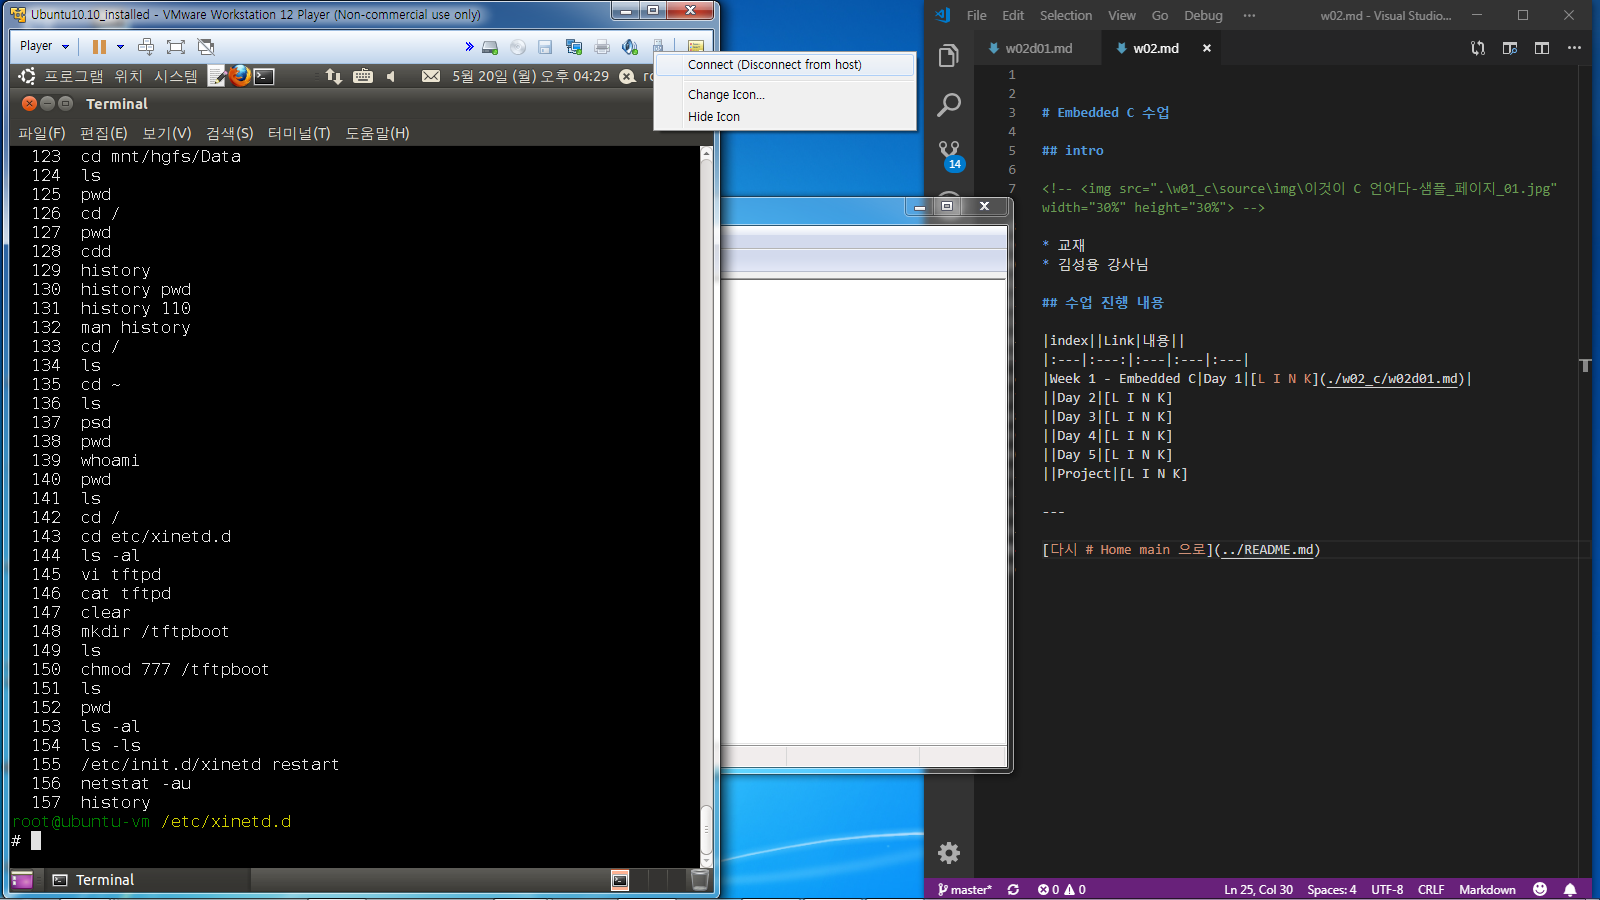 Ubuntu10.10_installed - VMware Workstation 12 Player (Non-commercial use only)
Player
프로그램 위치 시스템
5월 20일 (월) 오후 04:29
Connect (Disconnect from host)
Change Icon...
Hide Icon
Terminal
파일(F) 편집(E) 보기(V) 검색(S) 터미널(T) 도움말(H)
123 cd mnt/hgfs/Data
124 ls
125 pwd
126 cd /
127 pwd
128 cdd
129 history
130 history pwd
131 history 110
132 man history
133 cd /
134 ls
135 cd ~
136 ls
137 psd
138 pwd
139 whoami
140 pwd
141 ls
142 cd /
143 cd etc/xinetd.d
144 ls -al
145 vi tftpd
146 cat tftpd
147 clear
148 mkdir /tftpboot
149 ls
150 chmod 777 /tftpboot
151 ls
152 pwd
153 ls -al
154 ls -ls
155 /etc/init.d/xinetd restart
156 netstat -au
157 history
root@ubuntu-vm /etc/xinetd.d
#
Terminal
File Edit Selection View Go Debug ··· w02.md - Visual Studio...
w02d01.md w02.md
14
1
2
3 # Embedded C 수업
4
5 ## intro
6
7 <!-- <img src=".\w01_c\source\img\이것이 C 언어다-샘플_페이지_01.jpg"
width="30%" height="30%"> -->
* 교재
* 김성용 강사님
## 수업 진행 내용
|index||Link|내용||
|:---|:---:|:---|:---|:---|
|Week 1 - Embedded C|Day 1|[L I N K](./w02_c/w02d01.md)|
||Day 2|[L I N K]
||Day 3|[L I N K]
||Day 4|[L I N K]
||Day 5|[L I N K]
||Project|[L I N K]
---
[다시 # Home main 으로](../README.md)
master* 0 0 Ln 25, Col 30 Spaces: 4 UTF-8 CRLF Markdown